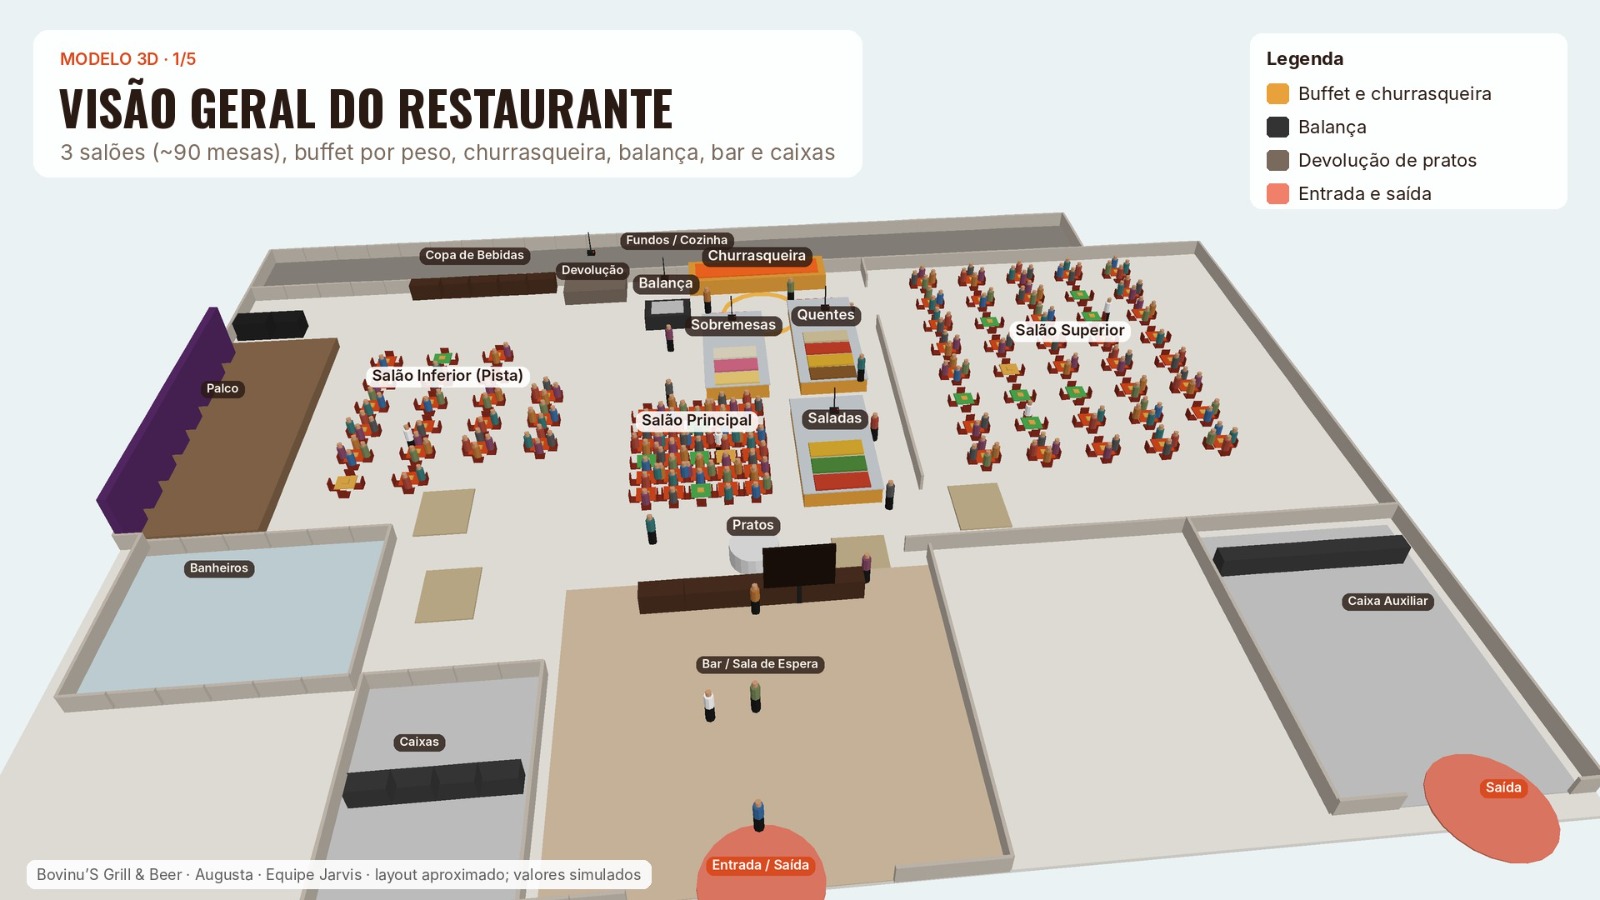 MODELO 3D · 1/5
VISÃO GERAL DO RESTAURANTE
3 salões (~90 mesas), buffet por peso, churrasqueira, balança, bar e caixas
Legenda
Buffet e churrasqueira
Balança
Devolução de pratos
Entrada e saída
Fundos / Cozinha
Copa de Bebidas
Churrasqueira
Devolução
Balança
Sobremesas
Quentes
Salão Superior
Salão Inferior (Pista)
Palco
Salão Principal
Saladas
Pratos
Banheiros
Caixa Auxiliar
Bar / Sala de Espera
Caixas
Saída
Entrada / Saída
Bovinu'S Grill & Beer · Augusta · Equipe Jarvis · layout aproximado; valores simulados